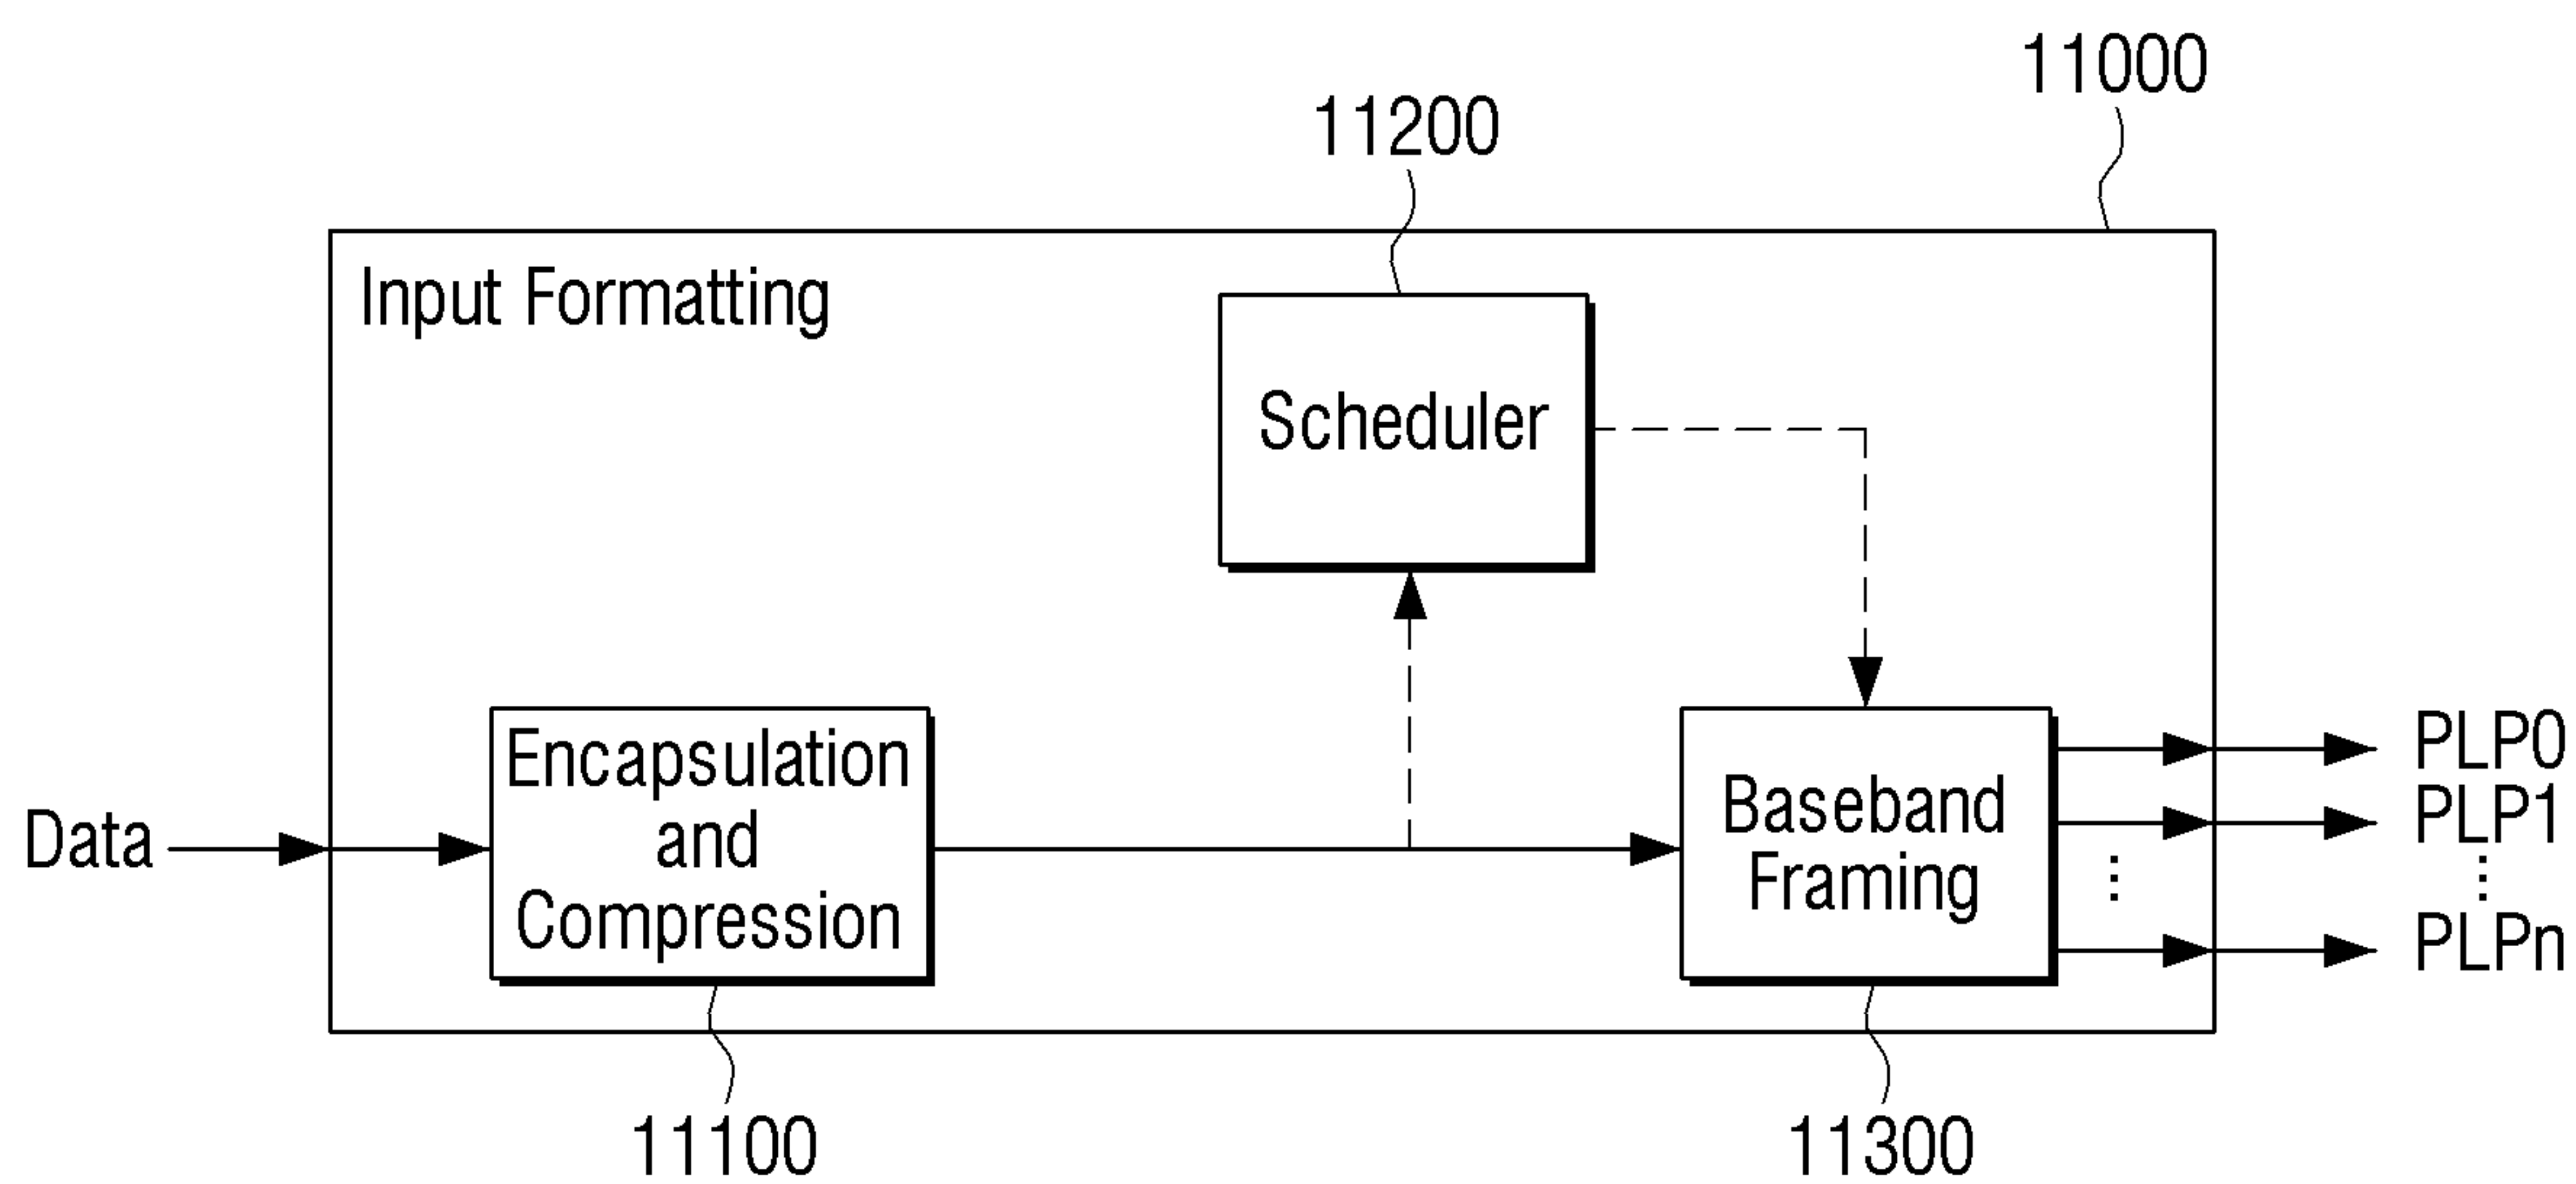 11000
11200
Input Formatting
Scheduler
Encapsulation
and
Compression
Data
Baseband
Framing
PLP0
PLP1
⋮
⋮
PLPn
11100
11300